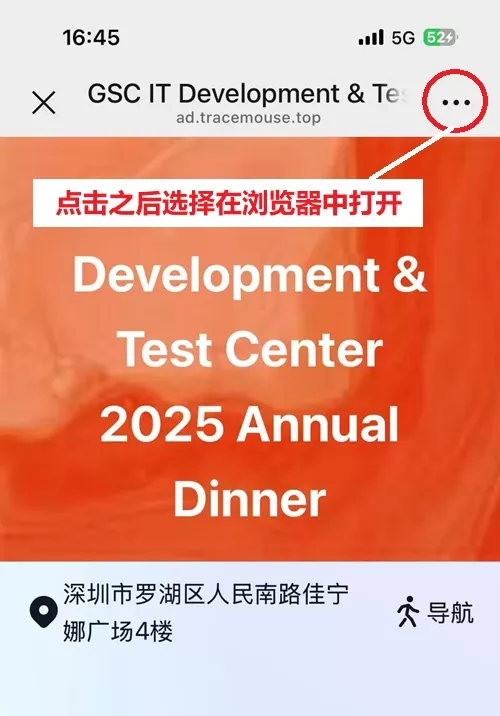 16:45
5G
52
GSC IT Development & Tes
ad.tracemouse.top
点击之后选择在浏览器中打开
Development &
Test Center
2025 Annual
Dinner
深圳市罗湖区人民南路佳宁
娜广场4楼
导航